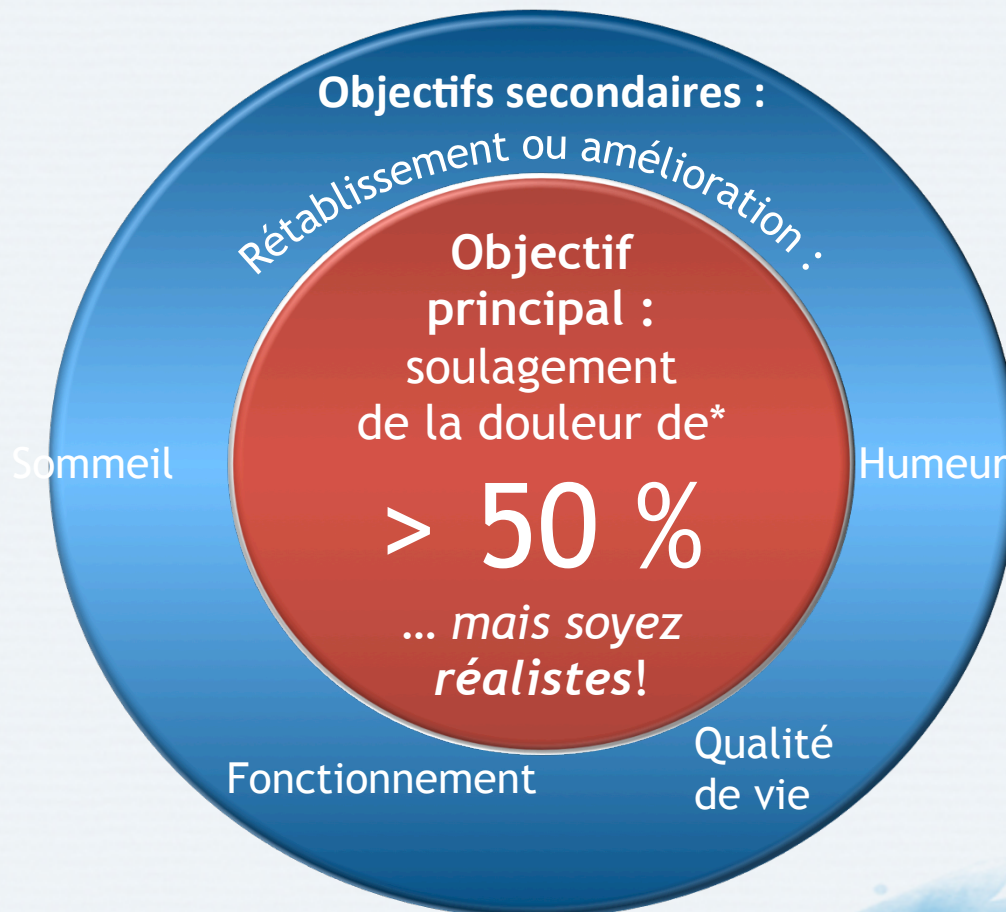 Objectifs secondaires :
Rétablissement ou amélioration :
Objectif
principal :
soulagement
de la douleur de*
> 50 %
... mais soyez
réalistes!
Sommeil
Humeur
Fonctionnement
Qualité
de vie